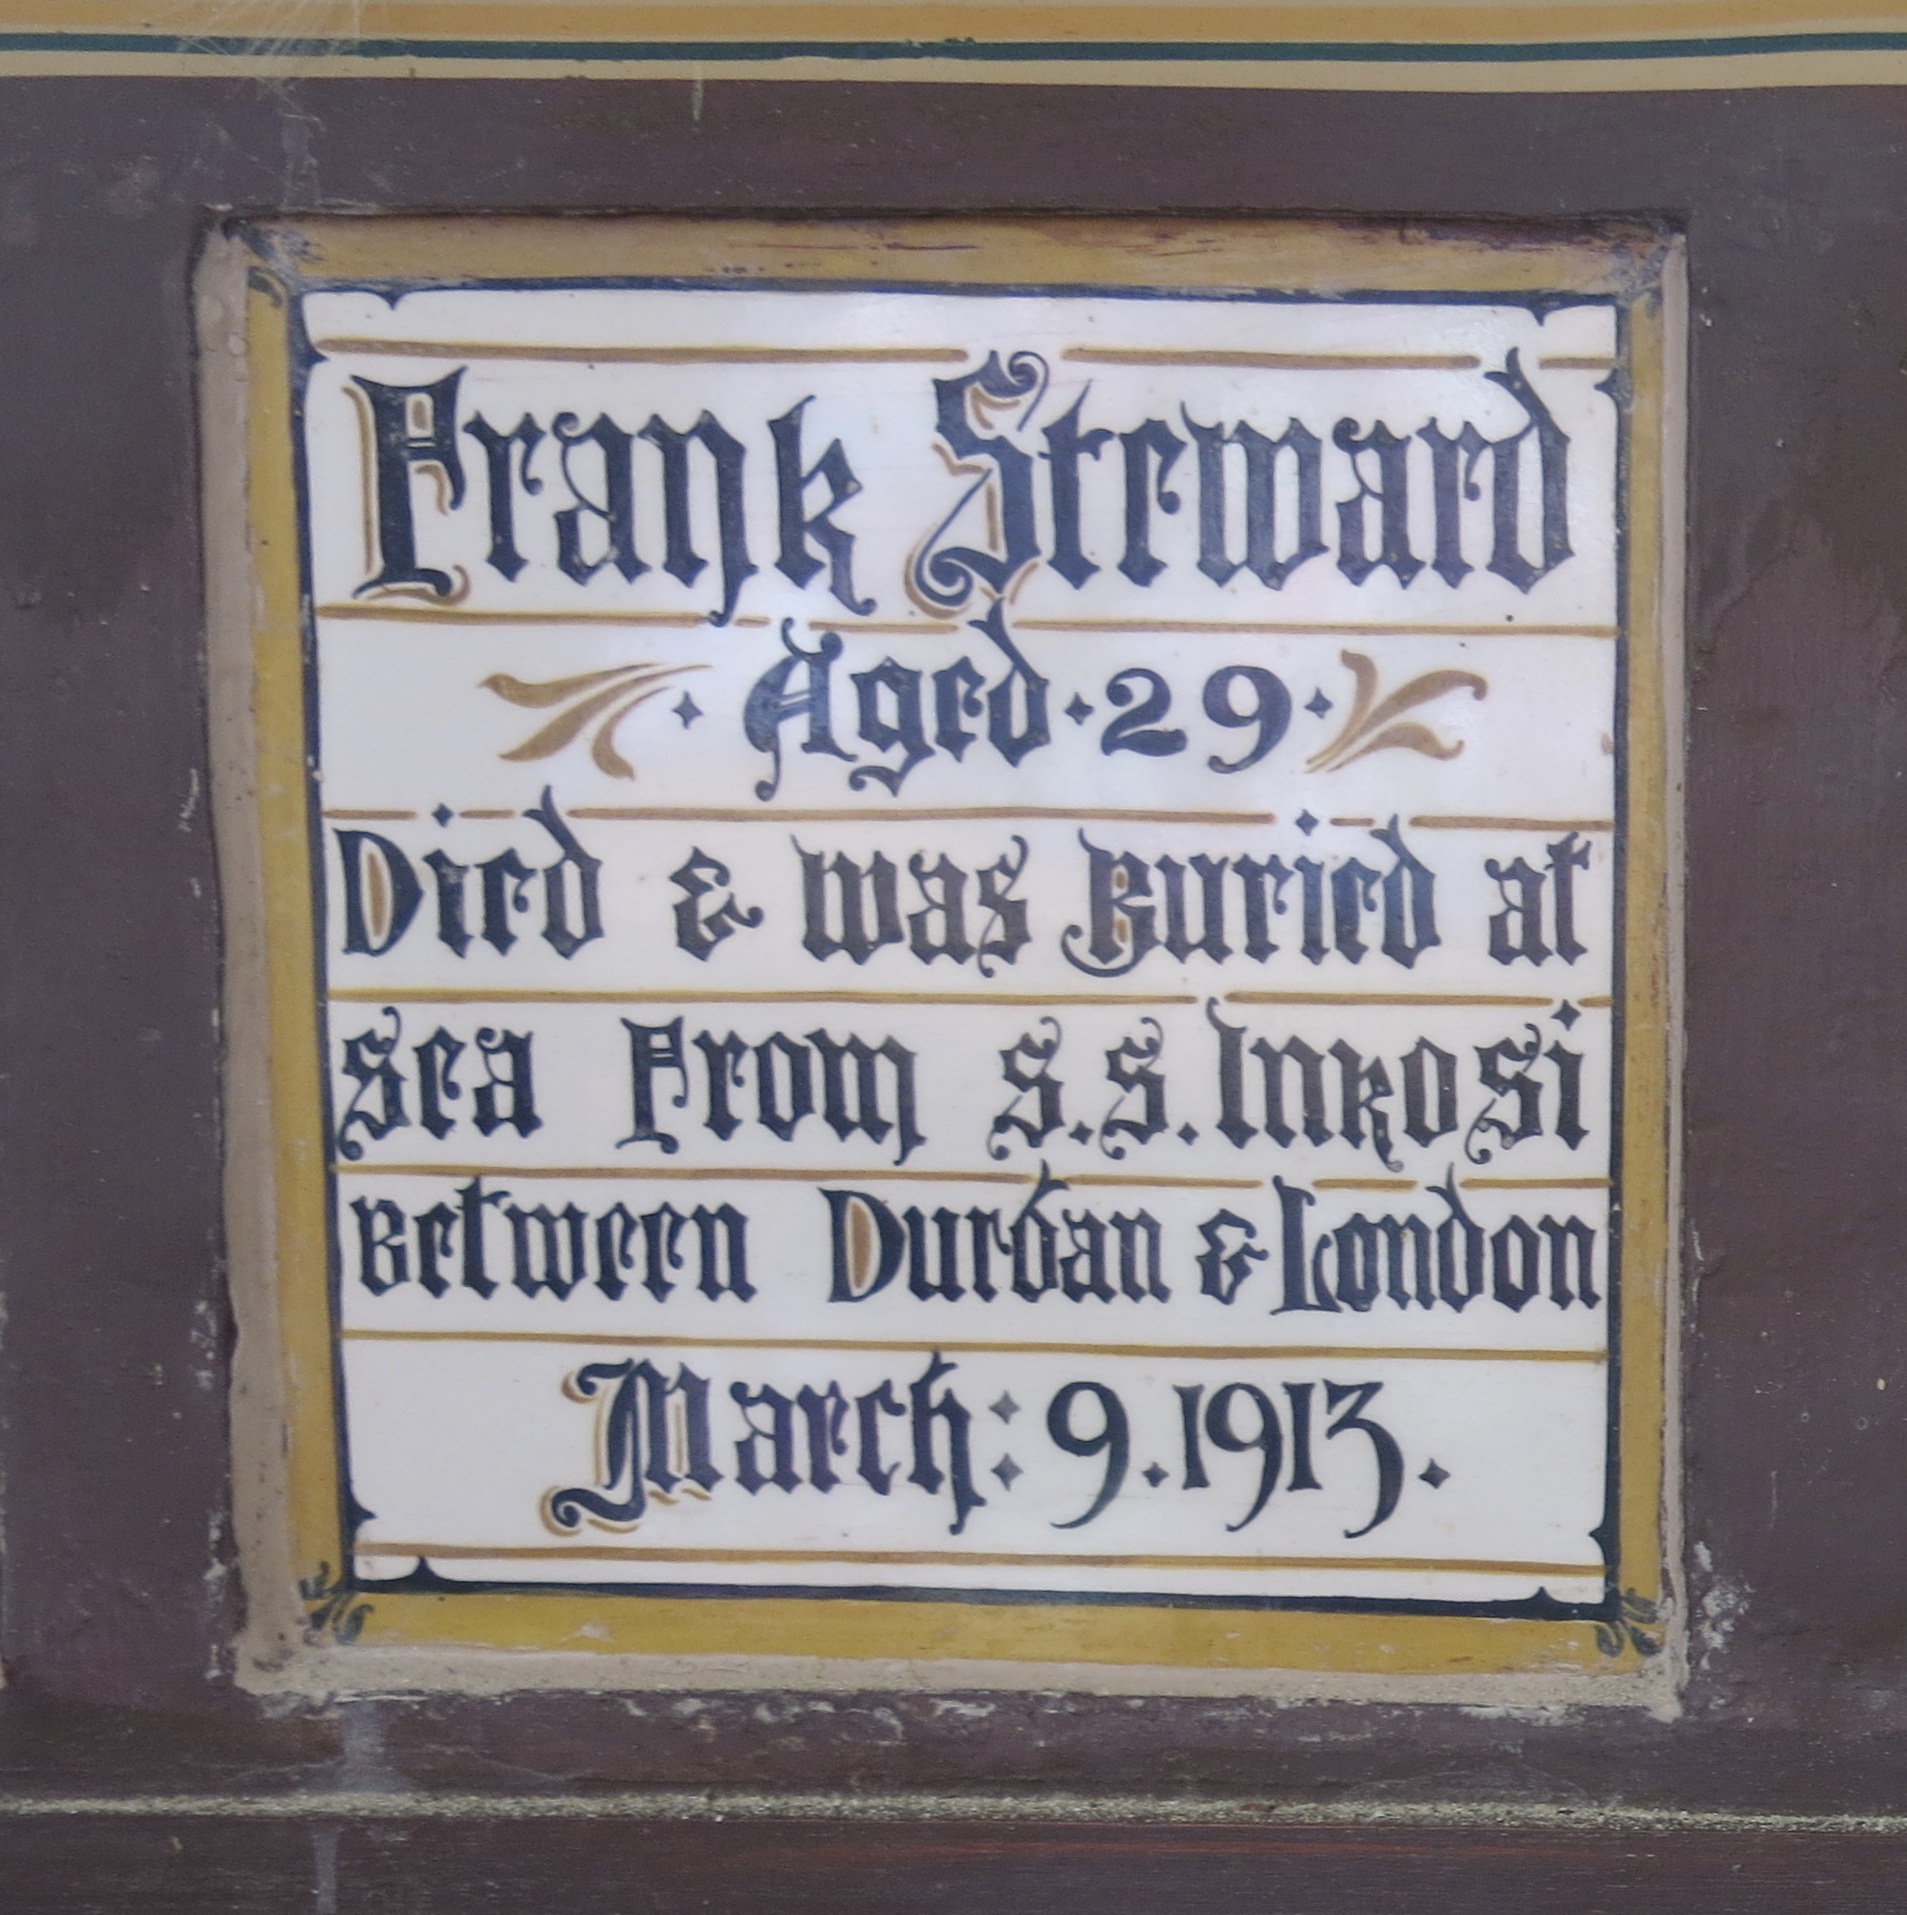 Frank Steward
· Aged · 29 ·
Died & was Buried at
Sea From S.S. Inkosi
Between Durban & London
March : 9 . 1913 .